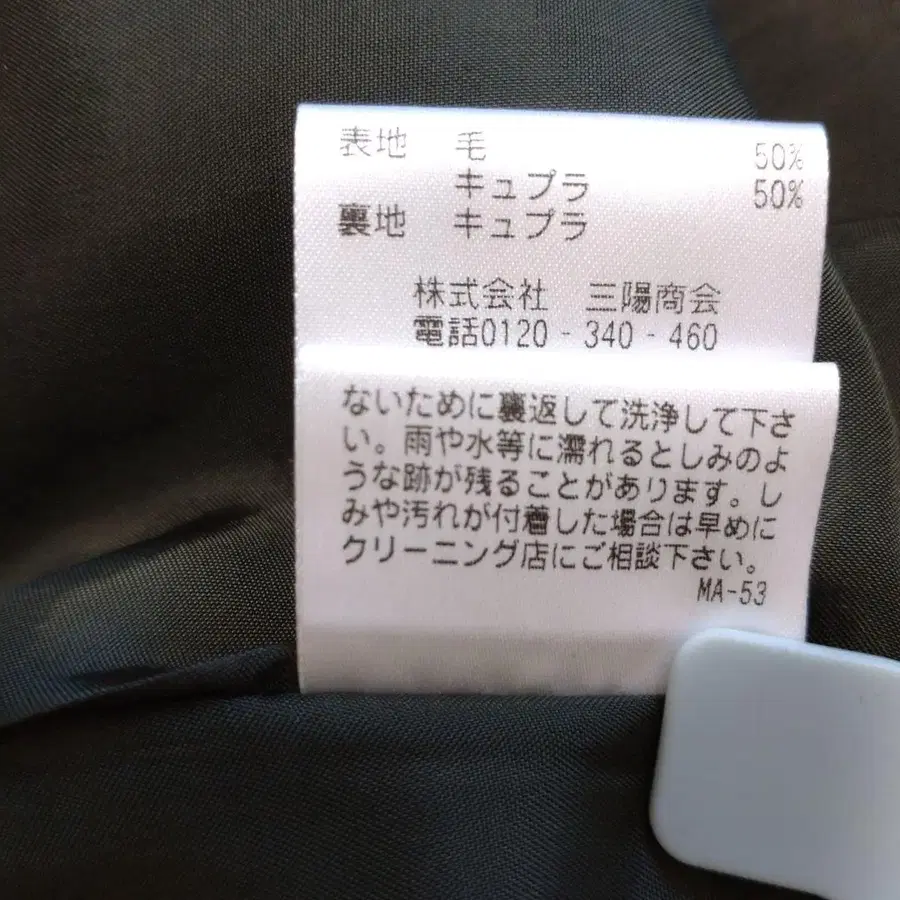 表地 毛 50%
キュプラ 50%
裏地 キュプラ
株式会社 三陽商会
電話0120-340-460
ないために裏返して洗浄して下さ
い。雨や水等に濡れるとしみのよ
うな跡が残ることがあります。し
みや汚れが付着した場合は早めに
クリーニング店にご相談下さい。
MA-53